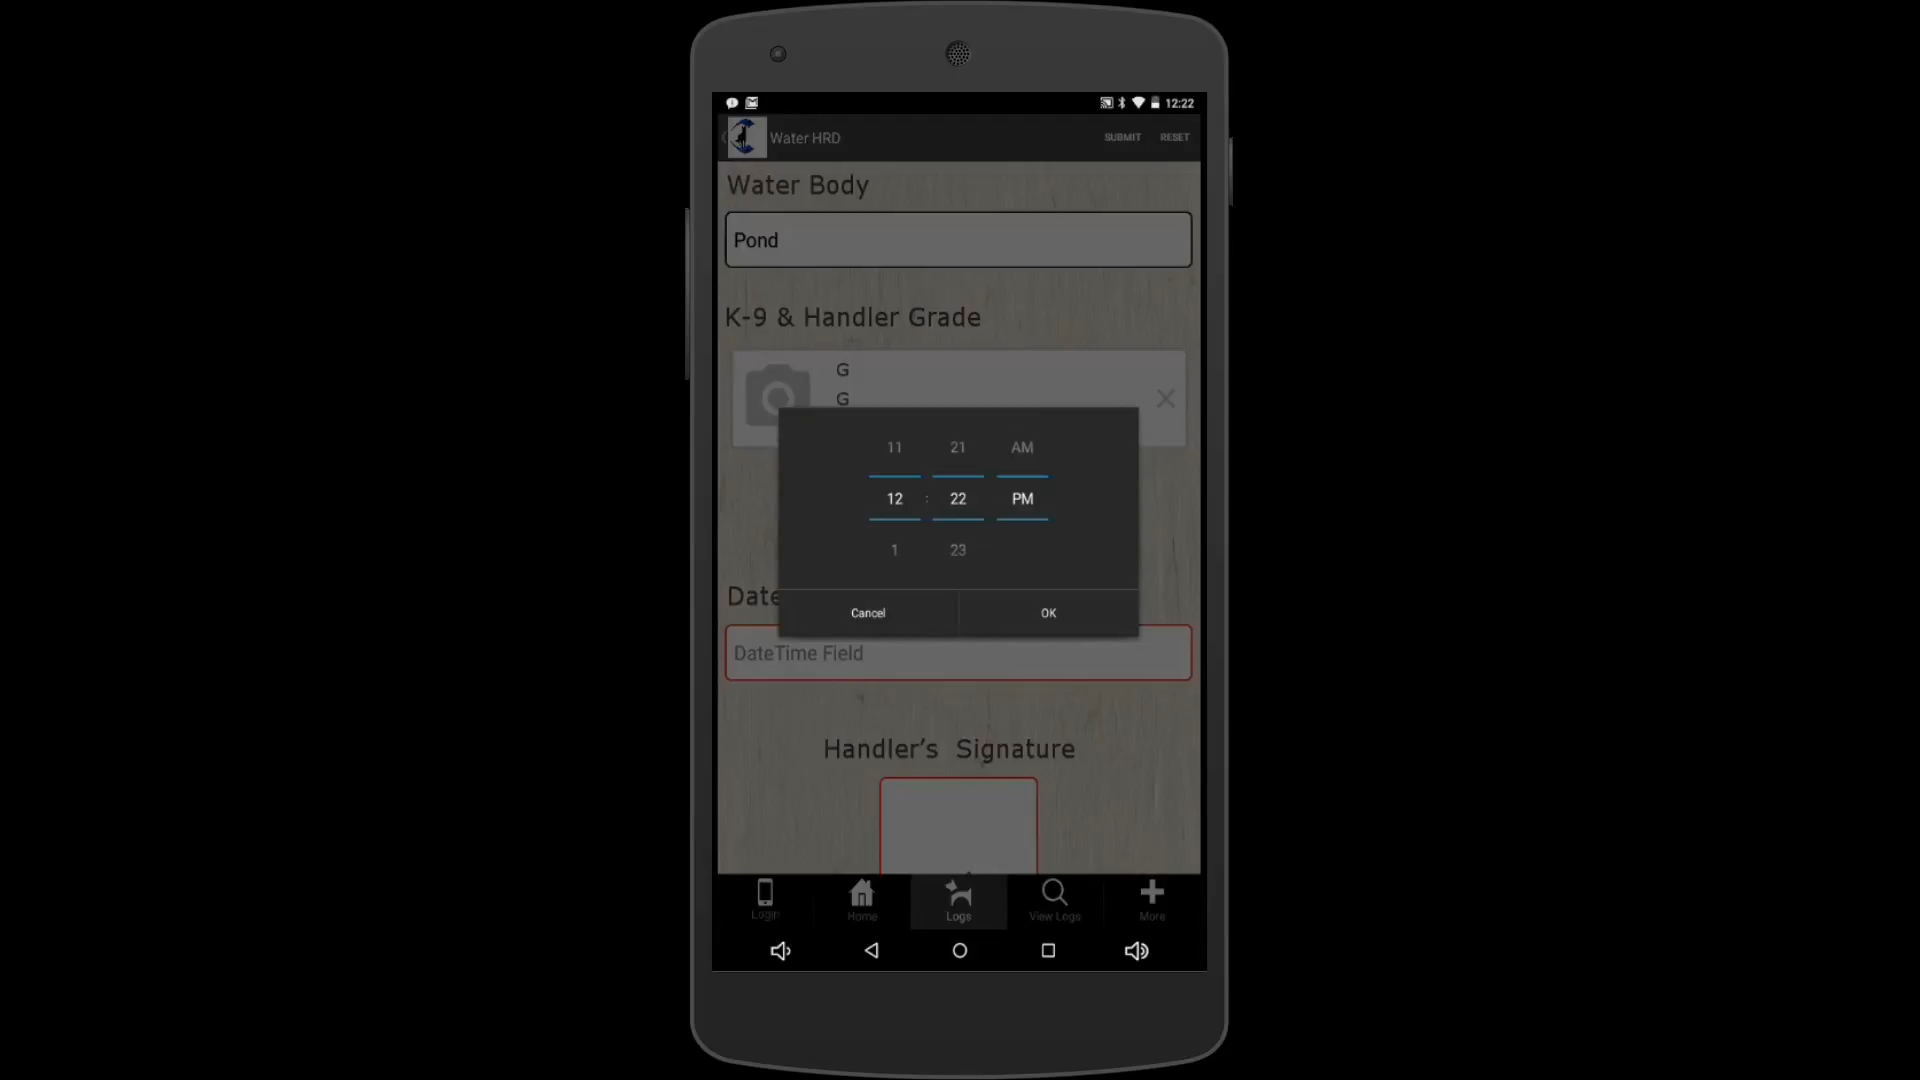 12:22
Water HRD SUBMIT RESET
Water Body
Pond
K-9 & Handler Grade
G
G
11 21 AM
12 : 22 PM
1 23
Cancel OK
Date
DateTime Field
Handler's Signature
Login Home Logs View Logs More